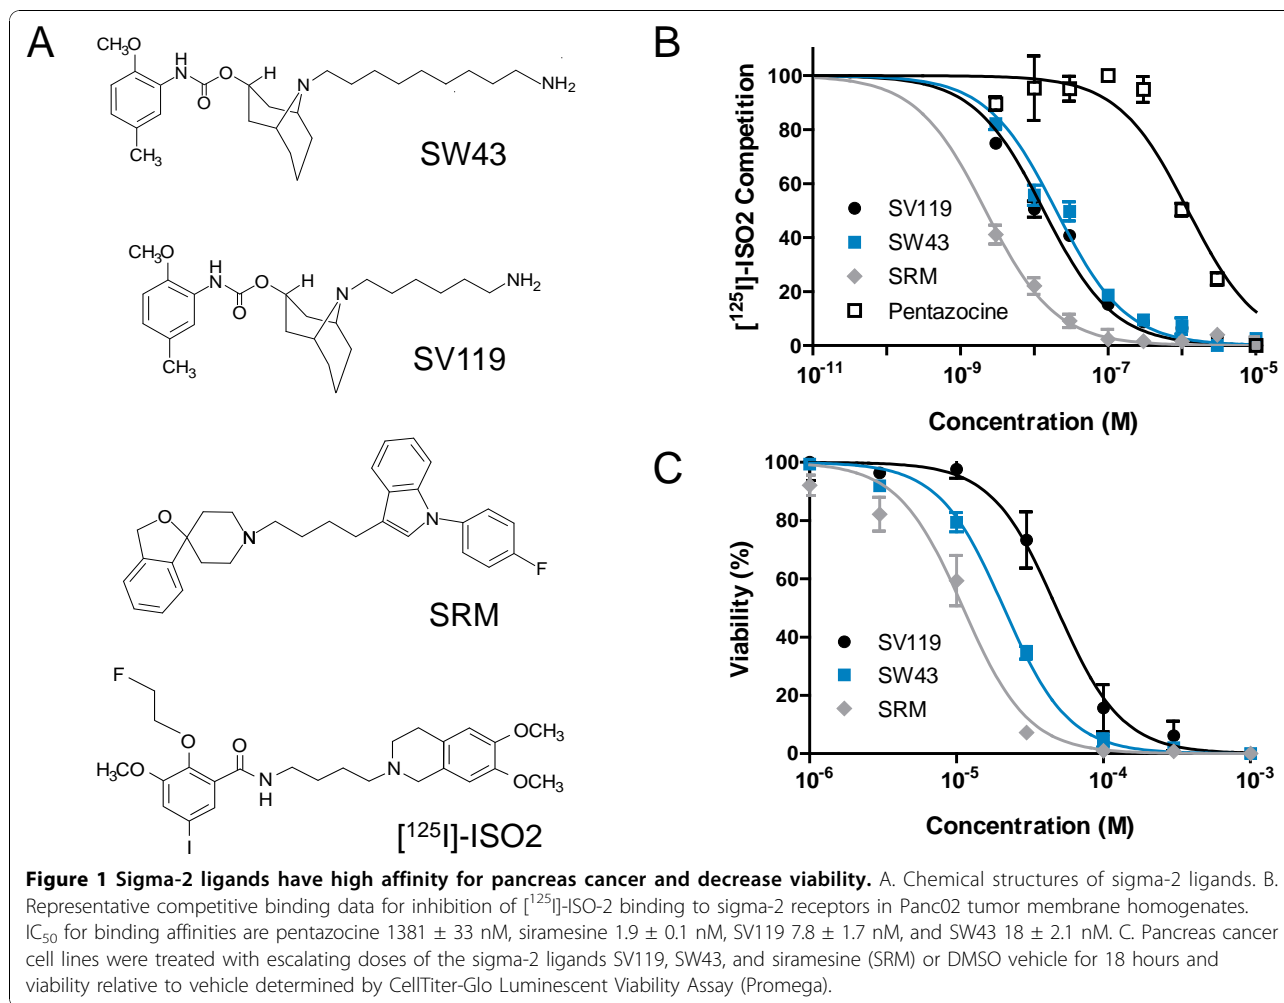 A
CH₃O
H
N
O
O
H
N
NH₂
CH₃
SW43
CH₃O
H
N
O
O
H
N
NH₂
CH₃
SV119
O
N
N
F
SRM
F
O
CH₃O
O
N
H
N
OCH₃
OCH₃
I
[¹²⁵I]-ISO2
B
[¹²⁵I]-ISO2 Competition
100
80
60
40
20
0
SV119
SW43
SRM
Pentazocine
10⁻¹¹ 10⁻⁹ 10⁻⁷ 10⁻⁵
Concentration (M)
C
Viability (%)
100
80
60
40
20
0
SV119
SW43
SRM
10⁻⁶ 10⁻⁵ 10⁻⁴ 10⁻³
Concentration (M)
Figure 1 Sigma-2 ligands have high affinity for pancreas cancer and decrease viability. A. Chemical structures of sigma-2 ligands. B.
Representative competitive binding data for inhibition of [¹²⁵I]-ISO-2 binding to sigma-2 receptors in Panc02 tumor membrane homogenates.
IC₅₀ for binding affinities are pentazocine 1381 ± 33 nM, siramesine 1.9 ± 0.1 nM, SV119 7.8 ± 1.7 nM, and SW43 18 ± 2.1 nM. C. Pancreas cancer
cell lines were treated with escalating doses of the sigma-2 ligands SV119, SW43, and siramesine (SRM) or DMSO vehicle for 18 hours and
viability relative to vehicle determined by CellTiter-Glo Luminescent Viability Assay (Promega).